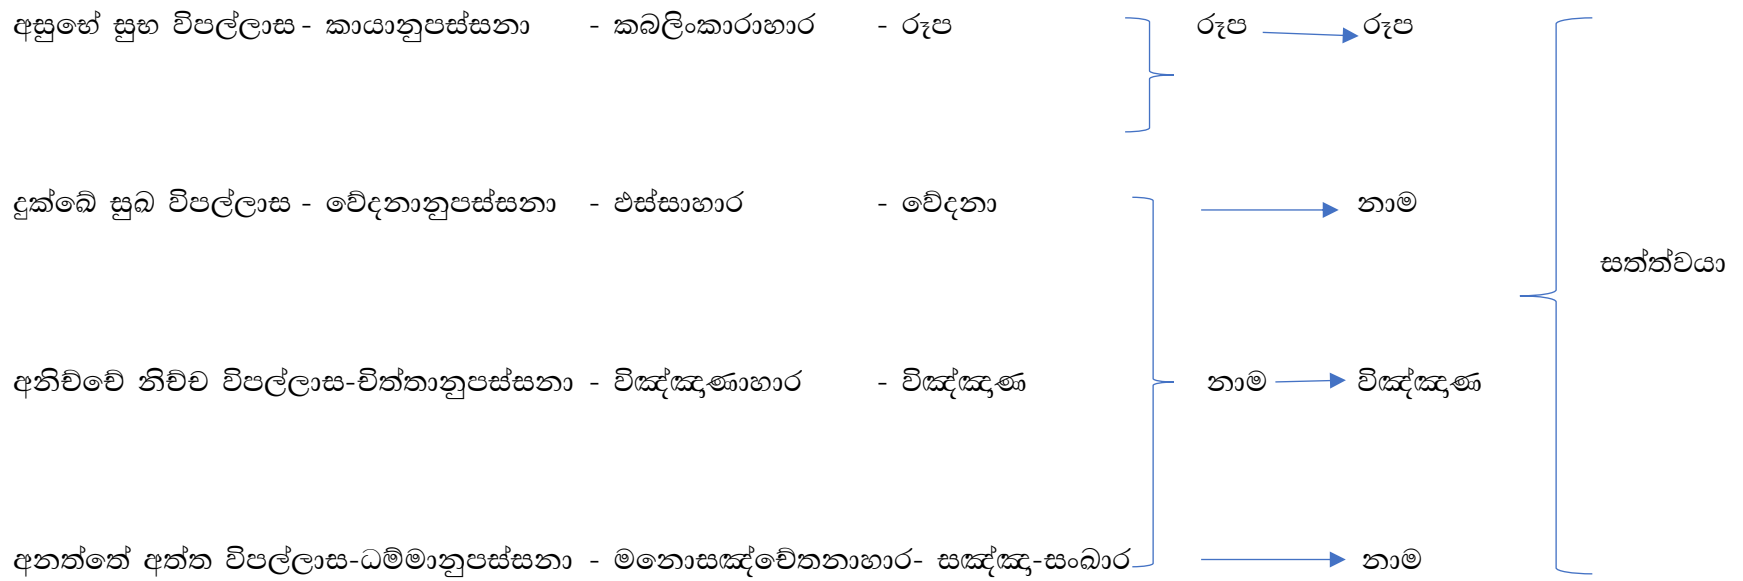 අසුභේ සුභ විපල්ලාස - කායානුපස්සනා - කබලිංකාරාහාර - රූප රූප රූප
දුක්ඛේ සුඛ විපල්ලාස - වේදනානුපස්සනා - ඵස්සාහාර - වේදනා නාම
සත්ත්වයා
අනිච්චේ නිච්ච විපල්ලාස-චිත්තානුපස්සනා - විඤ්ඤාණාහාර - විඤ්ඤාණ නාම විඤ්ඤාණ
අනත්තේ අත්ත විපල්ලාස-ධම්මානුපස්සනා - මනොසඤ්චේතනාහාර- සඤ්ඤා-සංඛාර නාම